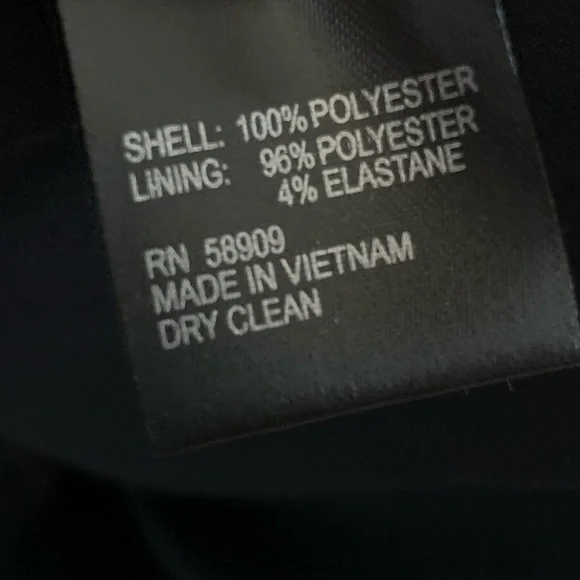 SHELL: 100% POLYESTER
LINING: 96% POLYESTER
4% ELASTANE
RN 58909
MADE IN VIETNAM
DRY CLEAN